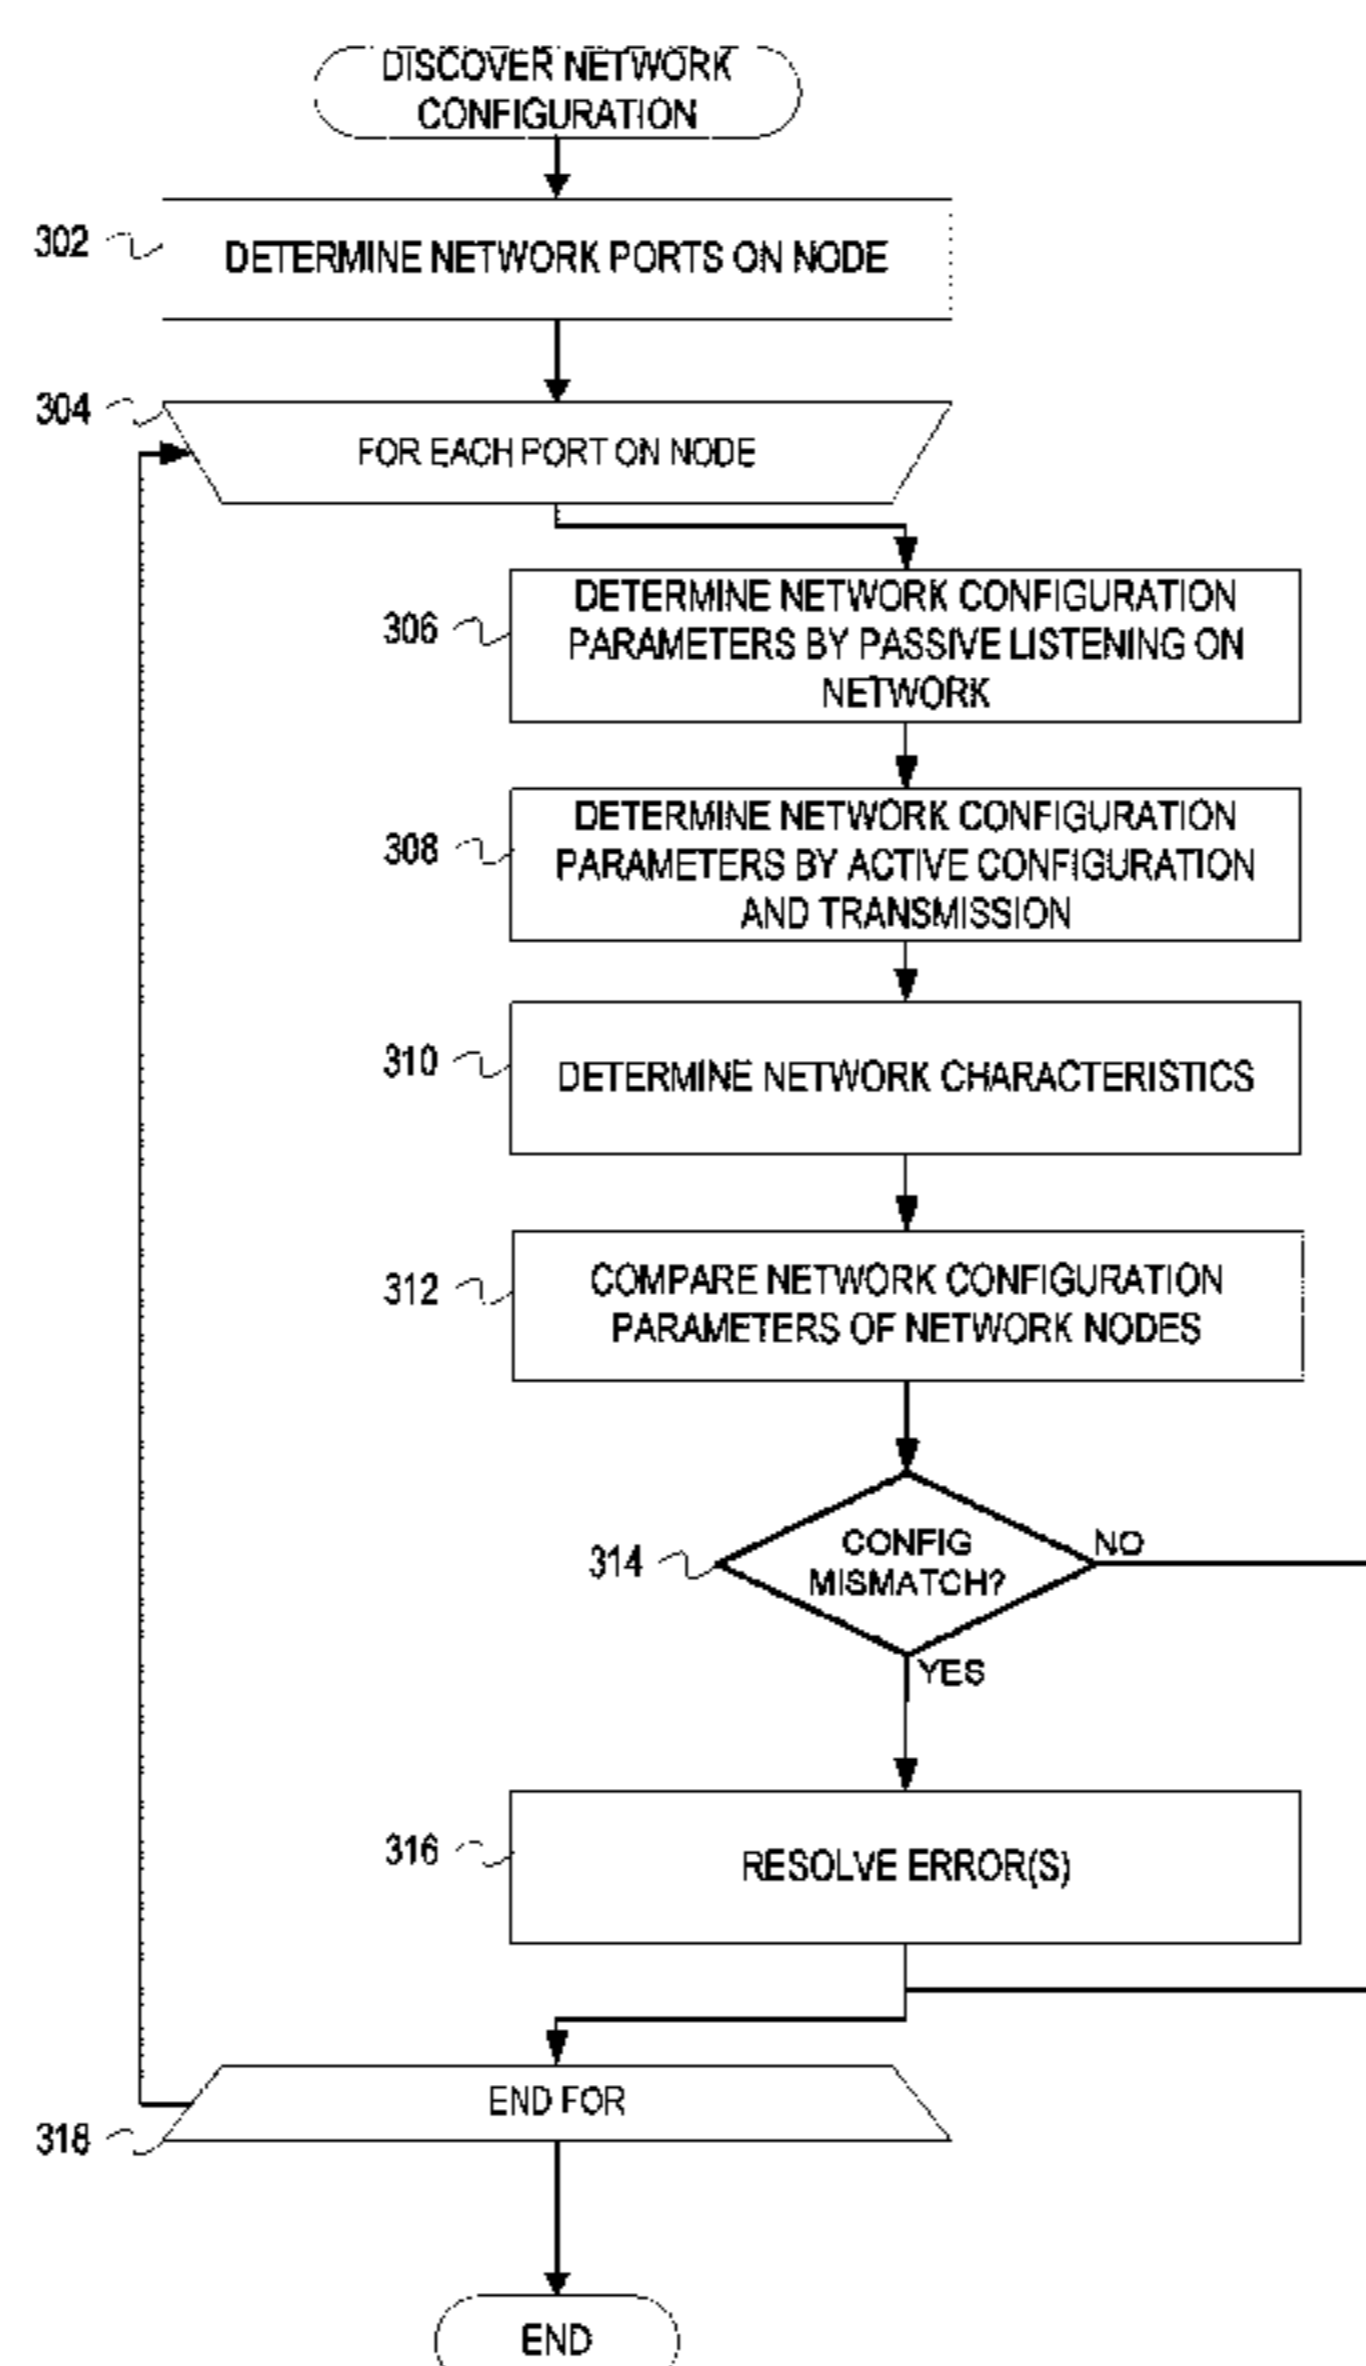 DISCOVER NETWORK
CONFIGURATION
302
DETERMINE NETWORK PORTS ON NODE
304
FOR EACH PORT ON NODE
306
DETERMINE NETWORK CONFIGURATION
PARAMETERS BY PASSIVE LISTENING ON
NETWORK
308
DETERMINE NETWORK CONFIGURATION
PARAMETERS BY ACTIVE CONFIGURATION
AND TRANSMISSION
310
DETERMINE NETWORK CHARACTERISTICS
312
COMPARE NETWORK CONFIGURATION
PARAMETERS OF NETWORK NODES
314
CONFIG
MISMATCH?
NO
YES
316
RESOLVE ERROR(S)
END FOR
318
END